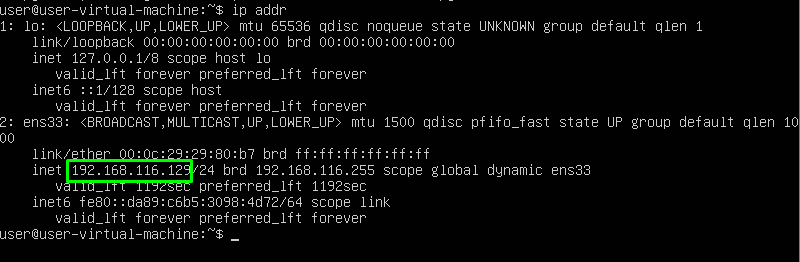 user@user-virtual-machine:~$ ip addr
1: lo: <LOOPBACK,UP,LOWER_UP> mtu 65536 qdisc noqueue state UNKNOWN group default qlen 1
    link/loopback 00:00:00:00:00:00 brd 00:00:00:00:00:00
    inet 127.0.0.1/8 scope host lo
       valid_lft forever preferred_lft forever
    inet6 ::1/128 scope host
       valid_lft forever preferred_lft forever
2: ens33: <BROADCAST,MULTICAST,UP,LOWER_UP> mtu 1500 qdisc pfifo_fast state UP group default qlen 10
00
    link/ether 00:0c:29:29:80:b7 brd ff:ff:ff:ff:ff:ff
    inet 192.168.116.129/24 brd 192.168.116.255 scope global dynamic ens33
       valid_lft 1192sec preferred_lft 1192sec
    inet6 fe80::da89:c6b5:3098:4d72/64 scope link
       valid_lft forever preferred_lft forever
user@user-virtual-machine:~$ _